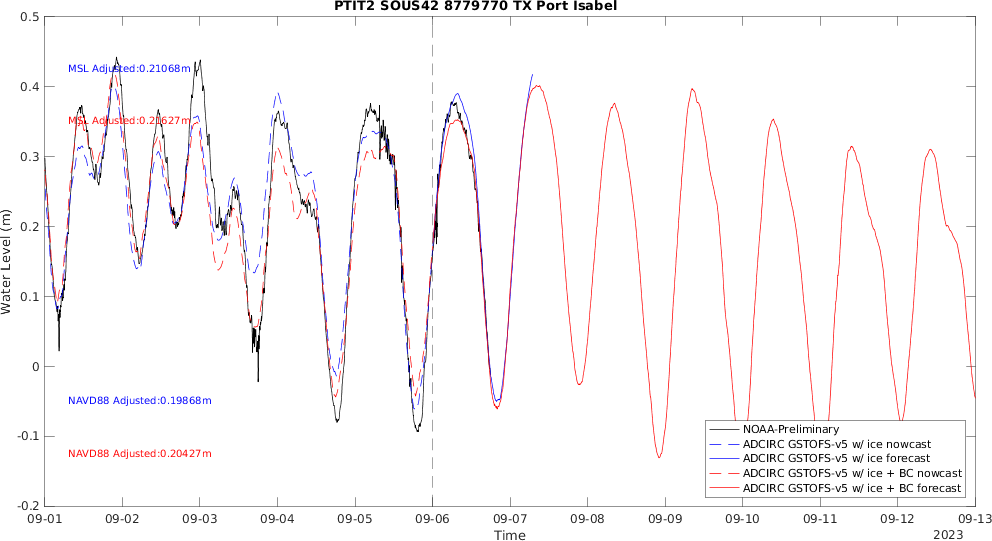 PTIT2 SOUS42 8779770 TX Port Isabel
0.5
0.4
0.3
0.2
0.1
0
-0.1
-0.2
Water Level (m)
MSL Adjusted:0.21068m
MSL Adjusted:0.21627m
NAVD88 Adjusted:0.19868m
NAVD88 Adjusted:0.20427m
NOAA-Preliminary
ADCIRC GSTOFS-v5 w/ ice nowcast
ADCIRC GSTOFS-v5 w/ ice forecast
ADCIRC GSTOFS-v5 w/ ice + BC nowcast
ADCIRC GSTOFS-v5 w/ ice + BC forecast
09-01 09-02 09-03 09-04 09-05 09-06 09-07 09-08 09-09 09-10 09-11 09-12 09-13
Time
2023